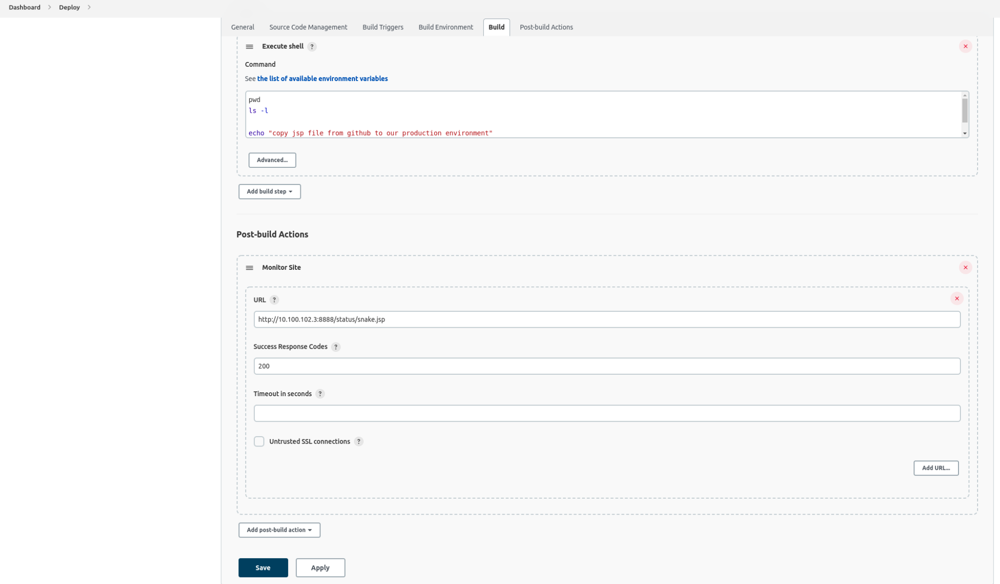 Dashboard > Deploy >
General Source Code Management Build Triggers Build Environment Build Post-build Actions
Execute shell ?
Command
See the list of available environment variables
pwd
ls -l
echo "copy jsp file from github to our production environment"
Advanced...
Add build step
Post-build Actions
Monitor Site
URL ?
http://10.100.102.3:8888/status/snake.jsp
Success Response Codes ?
200
Timeout in seconds ?
Untrusted SSL connections ?
Add URL...
Add post-build action
Save Apply